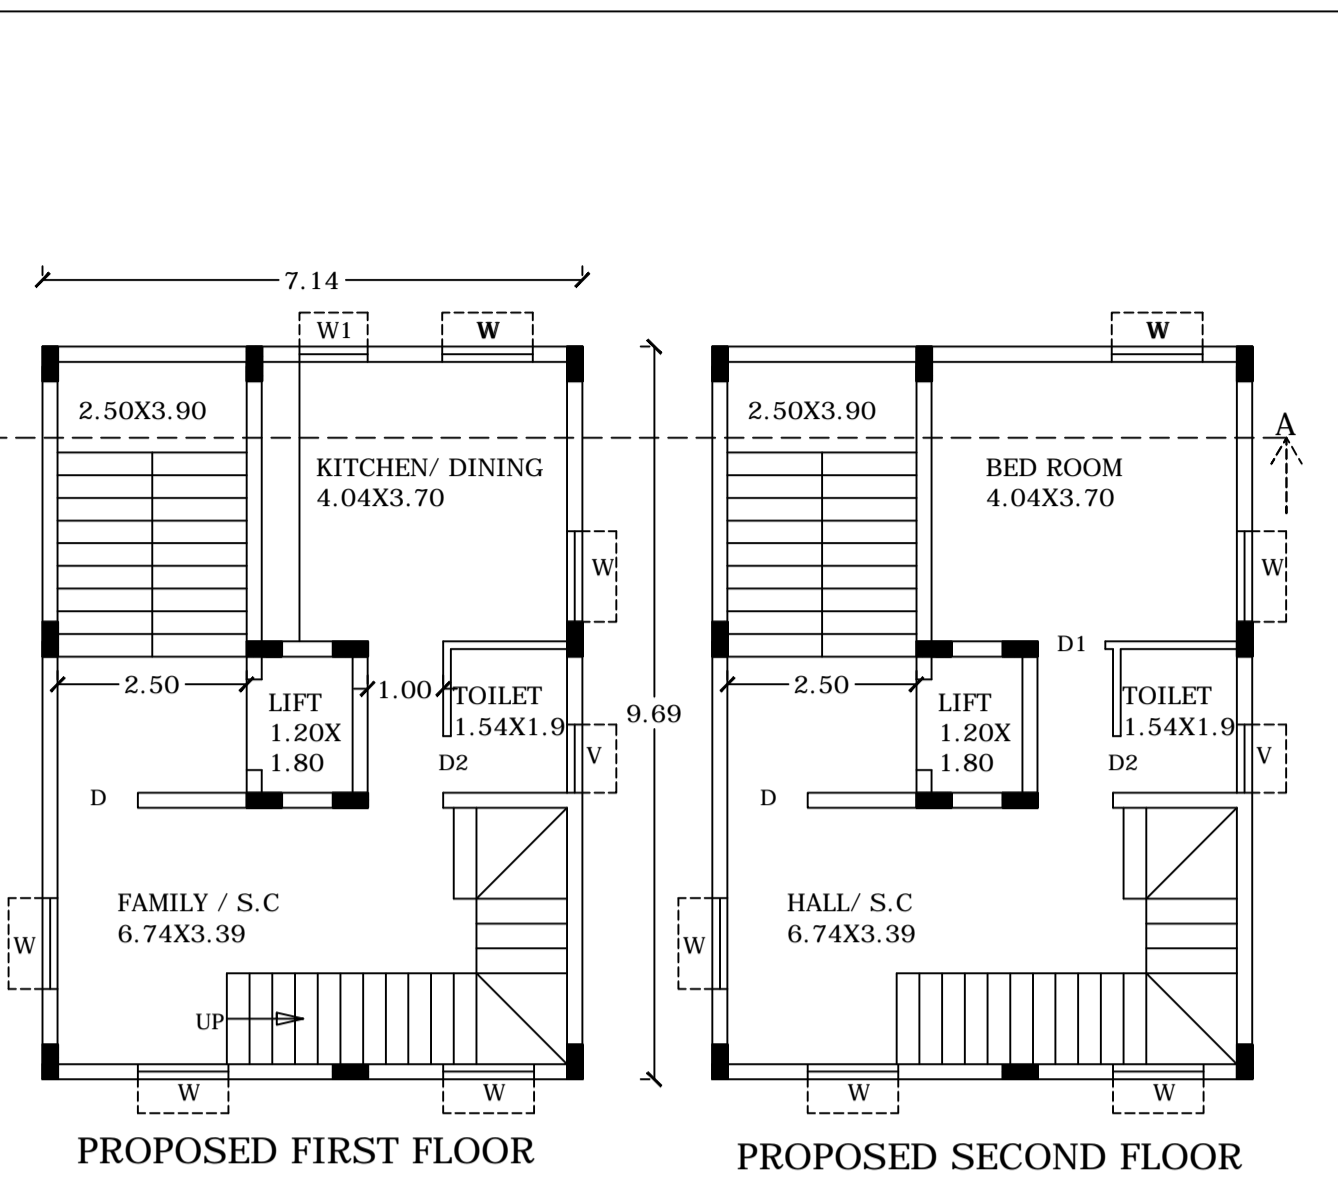 7.14
W1
W
2.50X3.90
KITCHEN/ DINING
4.04X3.70
W
2.50
LIFT
1.20X
1.80
1.00
TOILET
1.54X1.9
V
D2
D
9.69
FAMILY / S.C
6.74X3.39
W
UP
W
W
PROPOSED FIRST FLOOR
W
2.50X3.90
A
BED ROOM
4.04X3.70
W
D1
2.50
LIFT
1.20X
1.80
TOILET
1.54X1.9
V
D2
D
HALL/ S.C
6.74X3.39
W
W
W
PROPOSED SECOND FLOOR